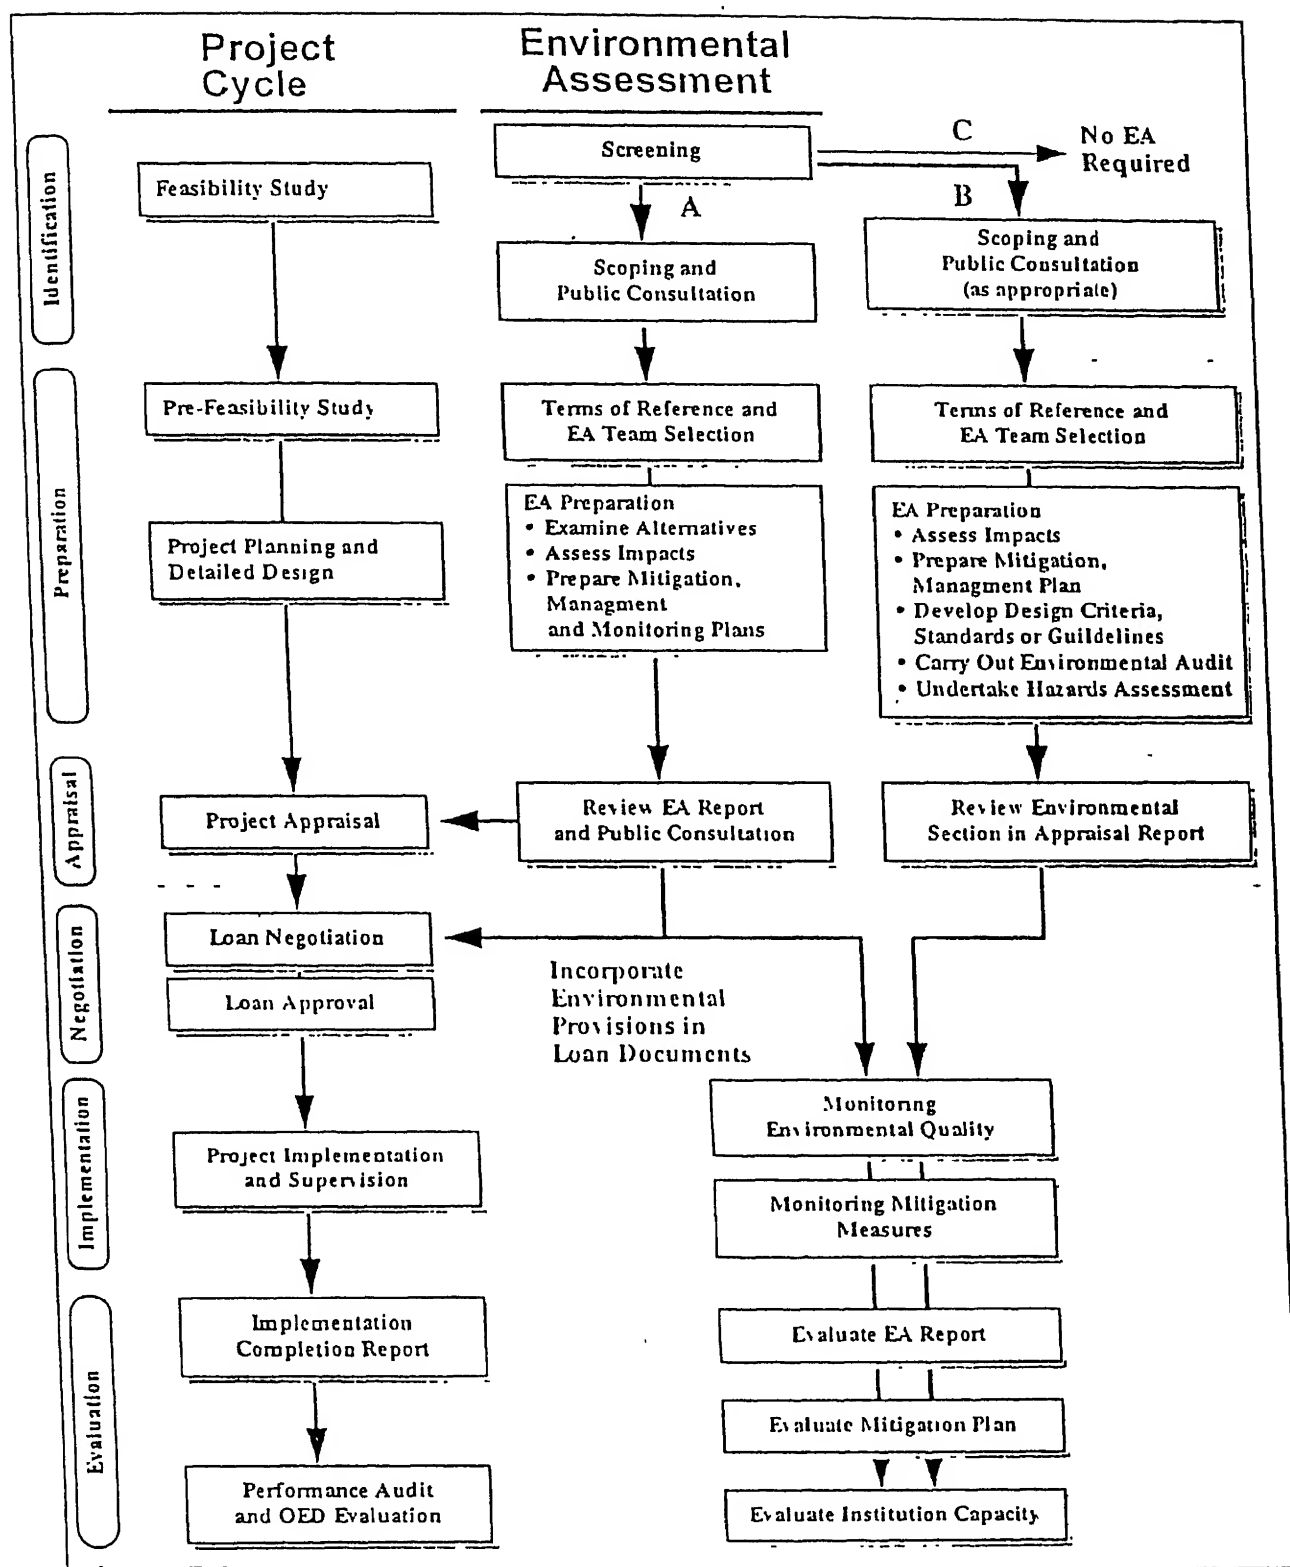 Project
Cycle
Environmental
Assessment
Identification
Feasibility Study
Screening
C
No EA
Required
A
B
Scoping and
Public Consultation
Scoping and
Public Consultation
(as appropriate)
Preparation
Pre-Feasibility Study
Terms of Reference and
EA Team Selection
Terms of Reference and
EA Team Selection
Project Planning and
Detailed Design
EA Preparation
• Examine Alternatives
• Assess Impacts
• Prepare Mitigation,
Managment
and Monitoring Plans
EA Preparation
• Assess Impacts
• Prepare Mitigation,
Managment Plan
• Develop Design Criteria,
Standards or Guildelines
• Carry Out Environmental Audit
• Undertake Hazards Assessment
Appraisal
Project Appraisal
Review EA Report
and Public Consultation
Review Environmental
Section in Appraisal Report
Negotiation
Loan Negotiation
Loan Approval
Incorporate
Environmental
Provisions in
Loan Documents
Implementation
Project Implementation
and Supervision
Monitoring
Environmental Quality
Monitoring Mitigation
Measures
Evaluation
Implementation
Completion Report
Evaluate EA Report
Evaluate Mitigation Plan
Performance Audit
and OED Evaluation
Evaluate Institution Capacity